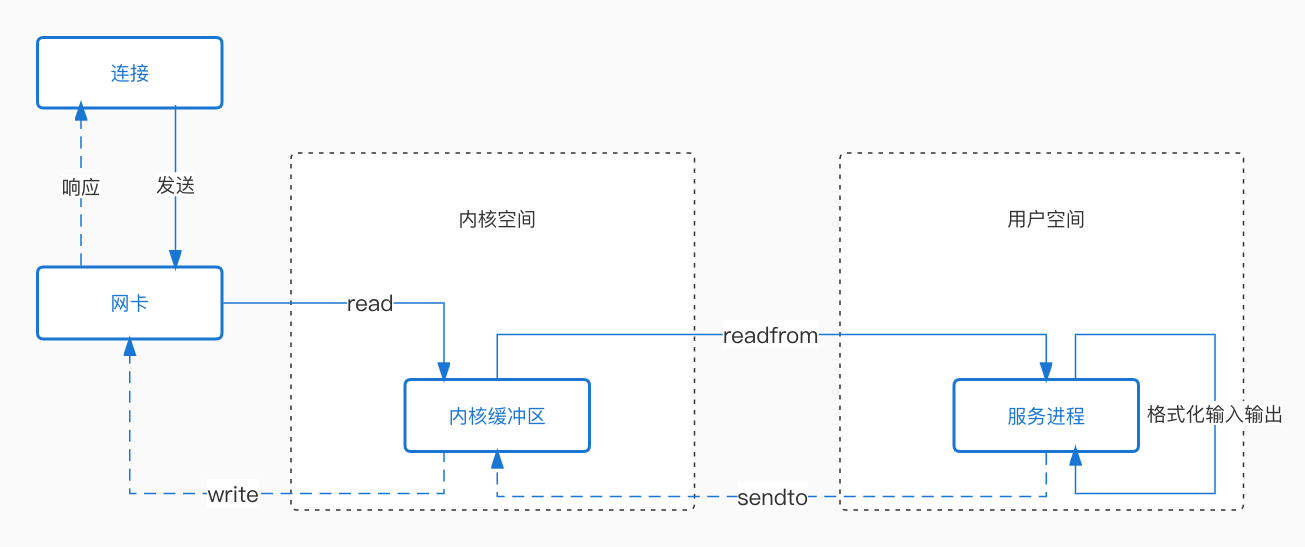 连接
响应
发送
内核空间
用户空间
网卡
read
readfrom
内核缓冲区
服务进程
格式化输入输出
write
sendto